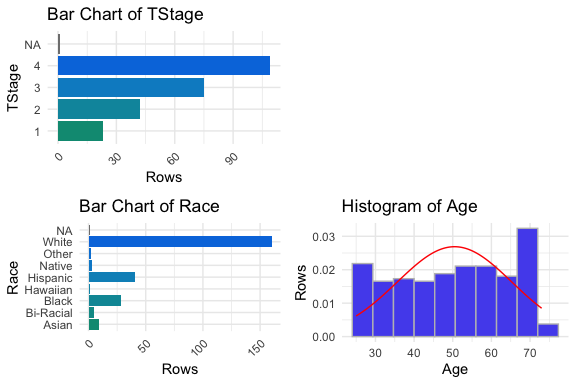 Bar Chart of TStage
TStage
NA
4
3
2
1
0 30 60 90
Rows
Bar Chart of Race
Race
NA
White
Other
Native
Hispanic
Hawaiian
Black
Bi-Racial
Asian
0 50 100 150
Rows
Histogram of Age
Rows
0.03
0.02
0.01
0.00
30 40 50 60 70
Age